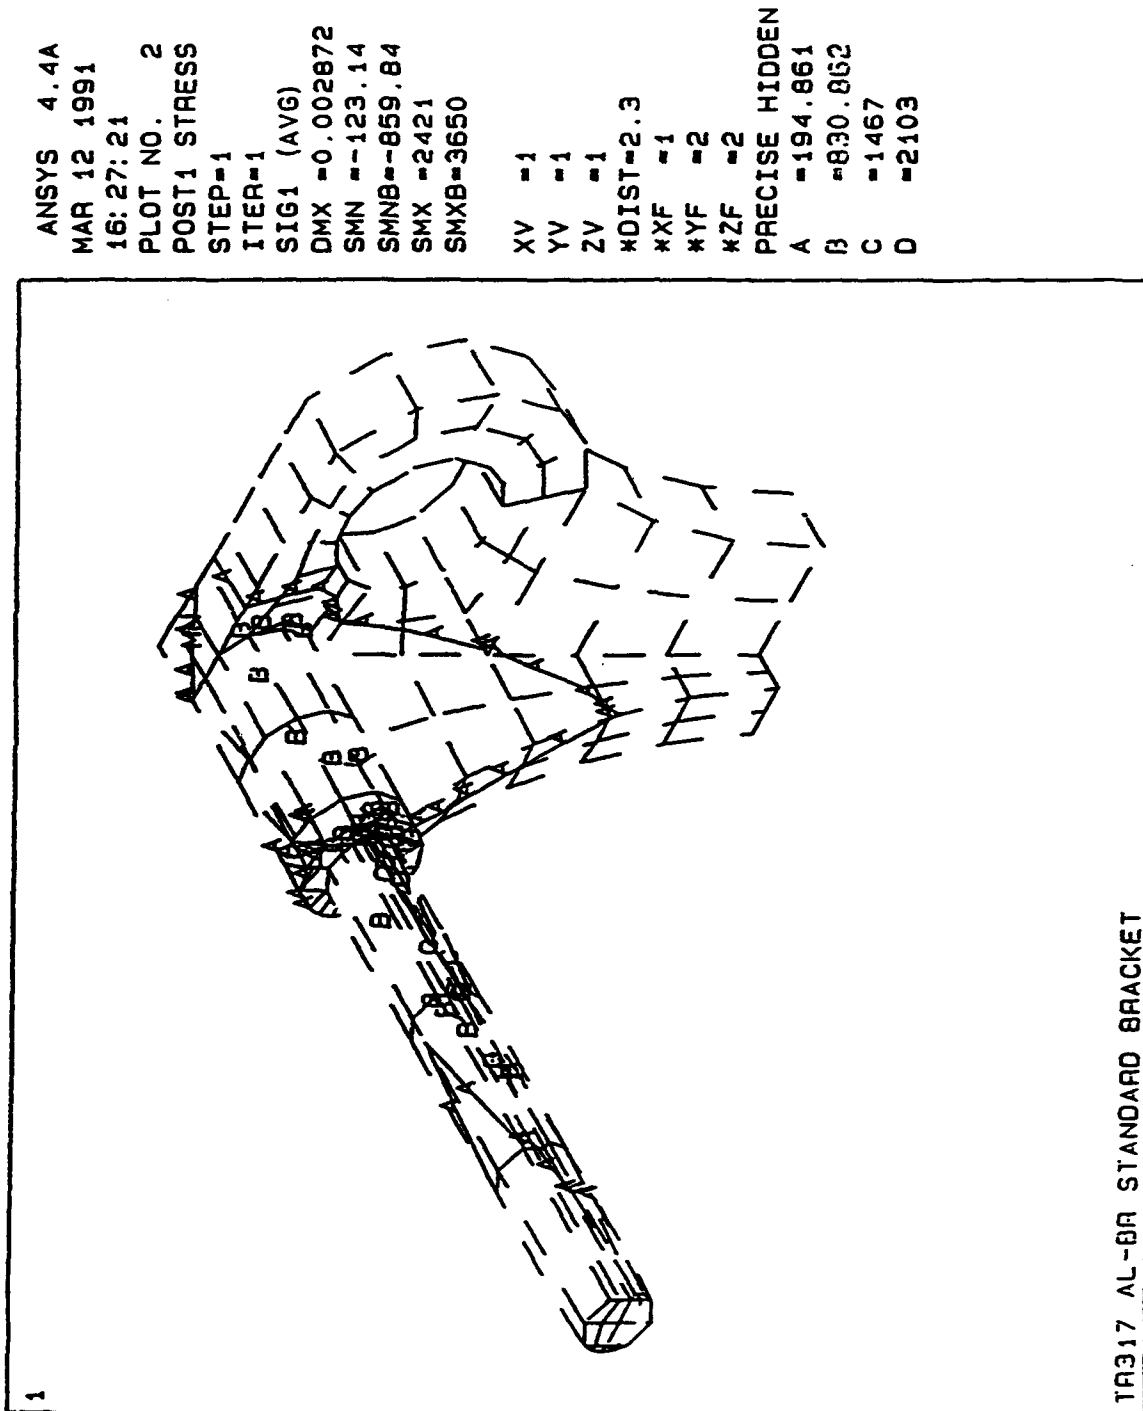 1
ANSYS 4.4A
MAR 12 1991
16:27:21
PLOT NO. 2
POST1 STRESS
STEP=1
ITER=1
SIG1 (AVG)
DMX =0.002872
SMN =-123.14
SMNB=-859.84
SMX =2421
SMXB=3650
XV =1
YV =1
ZV =1
*DIST=2.3
*XF =1
*YF =2
*ZF =2
PRECISE HIDDEN
A =194.861
B =830.862
C =1467
D =2103
TR317 AL-BR STANDARD BRACKET